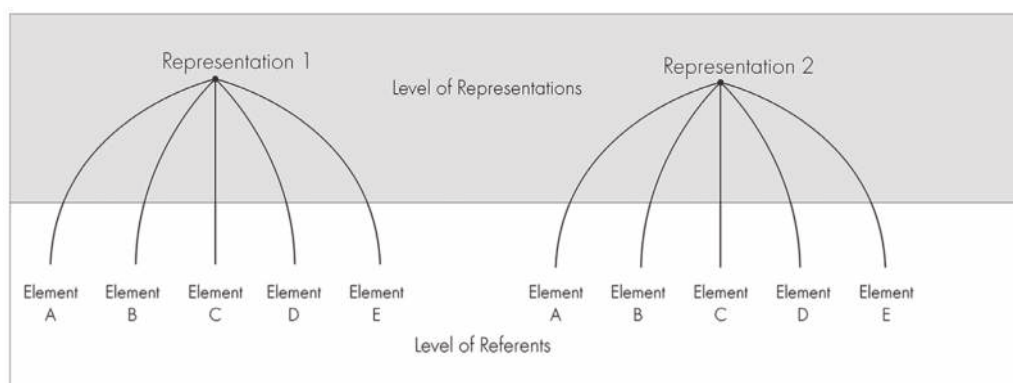 Representation 1
Representation 2
Level of Representations
Element Element Element Element Element Element Element Element Element Element
A B C D E A B C D E
Level of Referents